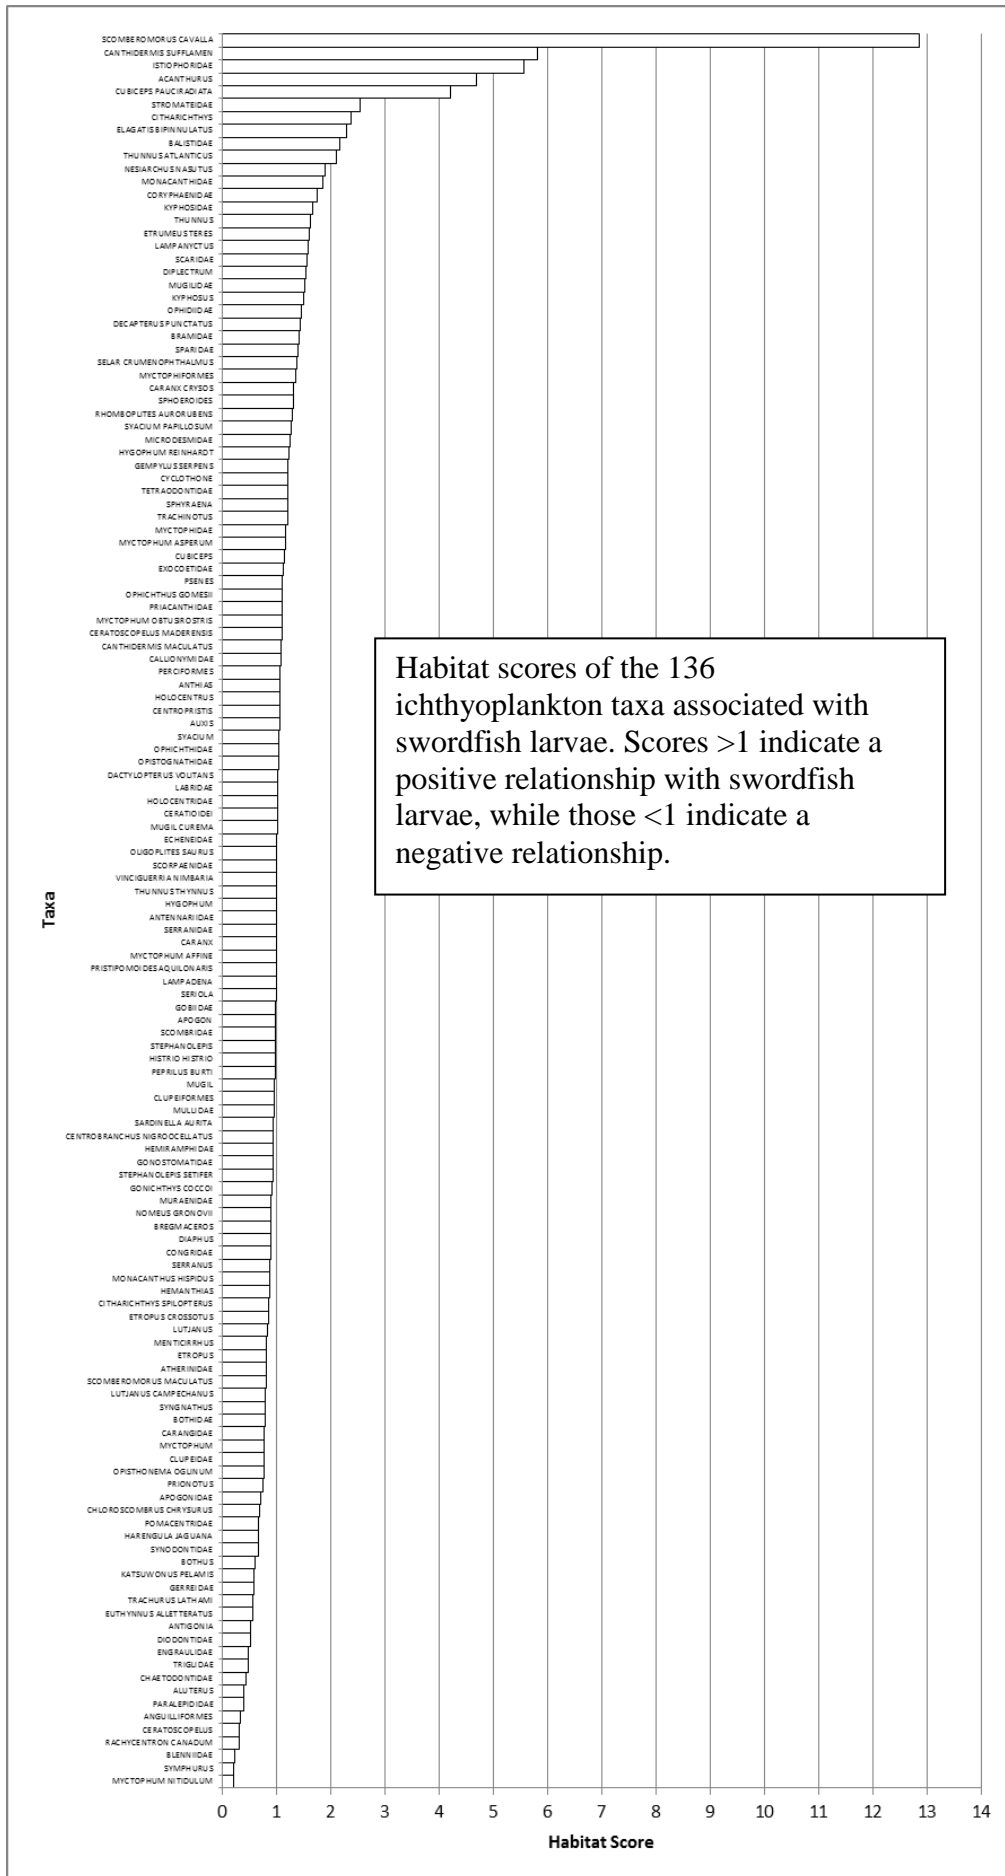 SCOMBEROMORUS CAVALLA
CANTHIDERMIS SUFFLAMEN
ISTIOPHORIDAE
ACANTHURUS
CUBICEPS PAUCIRADIATA
STROMATEIDAE
CITHARICHTHYS
ELAGATIS BIPINNULATUS
BALISTIDAE
THUNNUS ATLANTICUS
NESIARCHUS NASUTUS
MONACANTHIDAE
CORYPHAENIDAE
KYPHOSIDAE
THUNNUS
ETRUMEUS TERES
LAMPANYCTUS
SCARIDAE
DIPLECTRUM
MUGILIDAE
KYPHOSUS
OPHIDIIDAE
DECAPTERUS PUNCTATUS
BRAMIDAE
SPARIDAE
SELAR CRUMENOPHTHALMUS
MYCTOPHIFORMES
CARANX CRYSOS
SPHOEROIDES
RHOMBOPLITES AURORUBENS
SYACIUM PAPILLOSUM
MICRODESMIDAE
HYGOPHUM REINHARDT
GEMPYLUS SERPENS
CYCLOTHONE
TETRAODONTIDAE
SPHYRAENA
TRACHINOTUS
MYCTOPHIDAE
MYCTOPHUM ASPERUM
CUBICEPS
EXOCOETIDAE
PSENES
OPHICHTHUS GOMESII
PRIACANTHIDAE
MYCTOPHUM OBTUSIROSTRIS
CERATOSCOPELUS MADERENSIS
CANTHIDERMIS MACULATUS
CALLIONYMIDAE
PERCIFORMES
ANTHIAS
HOLOCENTRUS
CENTROPRISTIS
AUXIS
SYACIUM
OPHICHTHIDAE
OPISTOGNATHIDAE
DACTYLOPTERUS VOLITANS
LABRIDAE
HOLOCENTRIDAE
CERATIOIDEI
MUGIL CUREMA
ECHENEIDAE
OLIGOPLITES SAURUS
SCORPAENIDAE
VINCIGUERRIA NIMBARIA
THUNNUS THYNNUS
HYGOPHUM
ANTENNARIIDAE
SERRANIDAE
CARANX
MYCTOPHUM AFFINE
PRISTIPOMOIDES AQUILONARIS
LAMPADENA
SERIOLA
GOBIIDAE
APOGON
SCOMBRIDAE
STEPHANOLEPIS
HISTRIO HISTRIO
PEPRILUS BURTI
MUGIL
CLUPEIFORMES
MULLIDAE
SARDINELLA AURITA
CENTROBRANCHUS NIGROOCELLATUS
HEMIRAMPHIDAE
GONOSTOMATIDAE
STEPHANOLEPIS SETIFER
GONICHTHYS COCCOI
MURAENIDAE
NOMEUS GRONOVII
BREGMACEROS
DIAPHUS
CONGRIDAE
SERRANUS
MONACANTHUS HISPIDUS
HEMANTHIAS
CITHARICHTHYS SPILOPTERUS
ETROPUS CROSSOTUS
LUTJANUS
MENTICIRRHUS
ETROPUS
ATHERINIDAE
SCOMBEROMORUS MACULATUS
LUTJANUS CAMPECHANUS
SYNGNATHUS
BOTHIDAE
CARANGIDAE
MYCTOPHUM
CLUPEIDAE
OPISTHONEMA OGLINUM
PRIONOTUS
APOGONIDAE
CHLOROSCOMBRUS CHRYSURUS
POMACENTRIDAE
HARENGULA JAGUANA
SYNODONTIDAE
BOTHUS
KATSUWONUS PELAMIS
GERREIDAE
TRACHURUS LATHAMI
EUTHYNNUS ALLETTERATUS
ANTIGONIA
DIODONTIDAE
ENGRAULIDAE
TRIGLIDAE
CHAETODONTIDAE
ALUTERUS
PARALEPIDIDAE
ANGUILLIFORMES
CERATOSCOPELUS
RACHYCENTRON CANADUM
BLENNIIDAE
SYMPHURUS
MYCTOPHUM NITIDULUM
Taxa
Habitat scores of the 136
ichthyoplankton taxa associated with
swordfish larvae. Scores >1 indicate a
positive relationship with swordfish
larvae, while those <1 indicate a
negative relationship.
0 1 2 3 4 5 6 7 8 9 10 11 12 13 14
Habitat Score